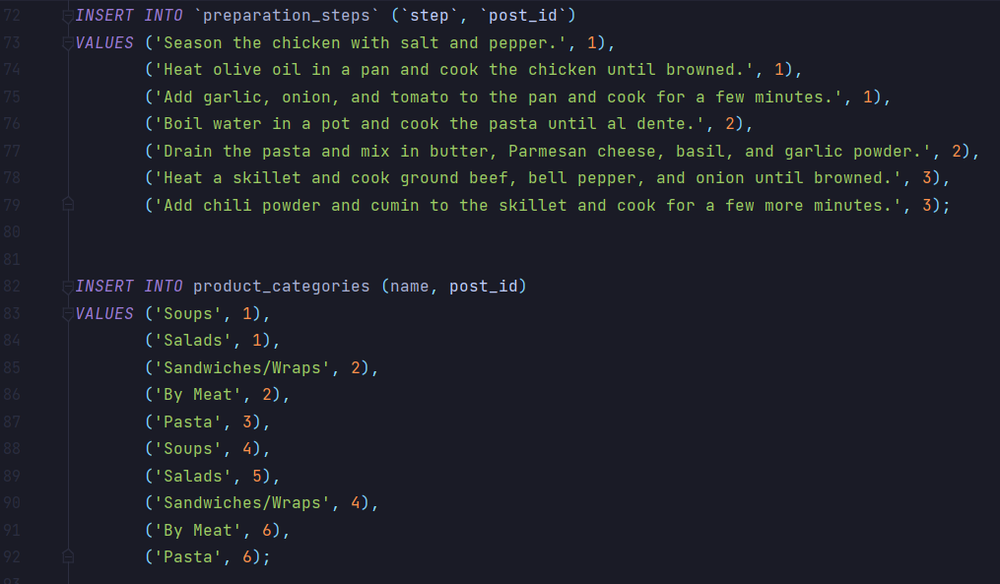 72 INSERT INTO `preparation_steps` (`step`, `post_id`)
73 VALUES ('Season the chicken with salt and pepper.', 1),
74 ('Heat olive oil in a pan and cook the chicken until browned.', 1),
75 ('Add garlic, onion, and tomato to the pan and cook for a few minutes.', 1),
76 ('Boil water in a pot and cook the pasta until al dente.', 2),
77 ('Drain the pasta and mix in butter, Parmesan cheese, basil, and garlic powder.', 2),
78 ('Heat a skillet and cook ground beef, bell pepper, and onion until browned.', 3),
79 ('Add chili powder and cumin to the skillet and cook for a few more minutes.', 3);
80
81
82 INSERT INTO product_categories (name, post_id)
83 VALUES ('Soups', 1),
84 ('Salads', 1),
85 ('Sandwiches/Wraps', 2),
86 ('By Meat', 2),
87 ('Pasta', 3),
88 ('Soups', 4),
89 ('Salads', 5),
90 ('Sandwiches/Wraps', 4),
91 ('By Meat', 6),
92 ('Pasta', 6);